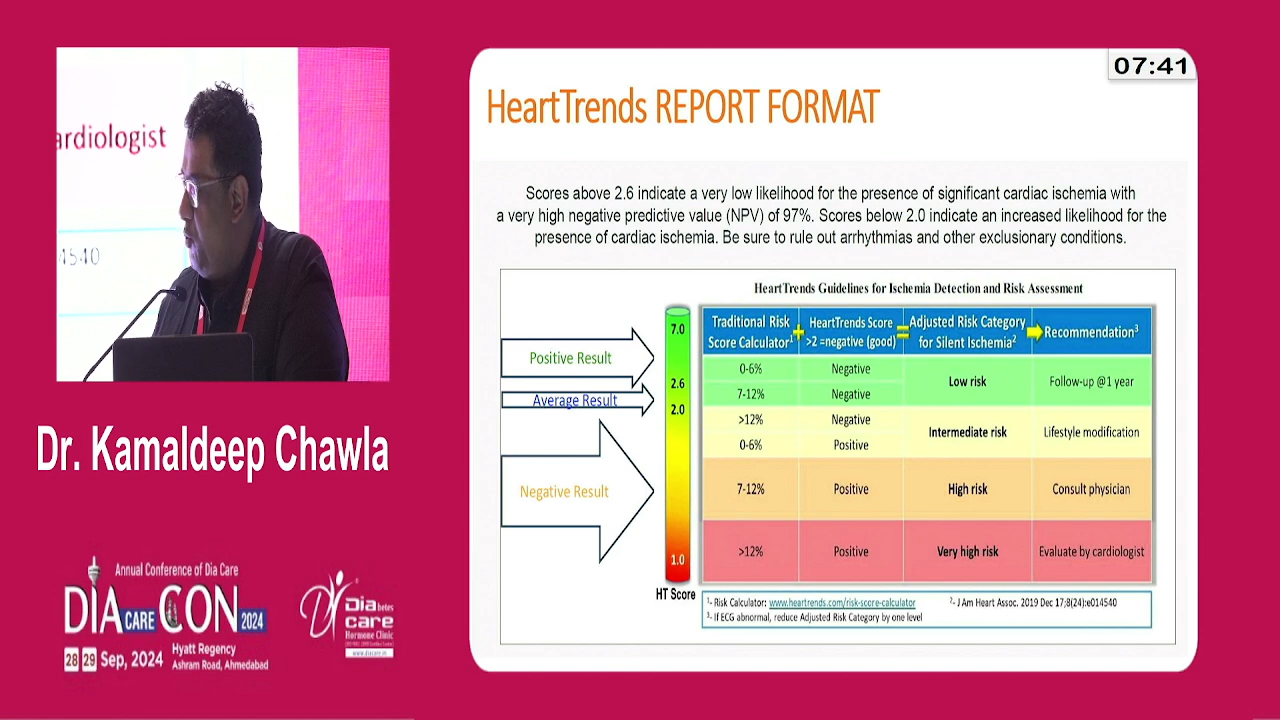 07:41
HeartTrends REPORT FORMAT
ardiologist
4540
Scores above 2.6 indicate a very low likelihood for the presence of significant cardiac ischemia with
a very high negative predictive value (NPV) of 97%. Scores below 2.0 indicate an increased likelihood for the
presence of cardiac ischemia. Be sure to rule out arrhythmias and other exclusionary conditions.
HeartTrends Guidelines for Ischemia Detection and Risk Assessment
Positive Result
Average Result
Negative Result
7.0
2.6
2.0
1.0
HT Score
Traditional Risk
Score Calculator1
+
HeartTrends Score
>2 =negative (good)
=
Adjusted Risk Category
for Silent Ischemia2
Recommendation3
0-6% Negative
7-12% Negative
Low risk Follow-up @1 year
>12% Negative
0-6% Positive
Intermediate risk Lifestyle modification
7-12% Positive High risk Consult physician
>12% Positive Very high risk Evaluate by cardiologist
1- Risk Calculator: www.heartrends.com/risk-score-calculator 2- J Am Heart Assoc. 2019 Dec 17;8(24):e014540
3- If ECG abnormal, reduce Adjusted Risk Category by one level
Dr. Kamaldeep Chawla
Annual Conference of Dia Care
DIA CARE CON 2024
28 29 Sep, 2024
Hyatt Regency
Ashram Road, Ahmedabad
Diabetes
care
Hormone Clinic
www.diacare.in